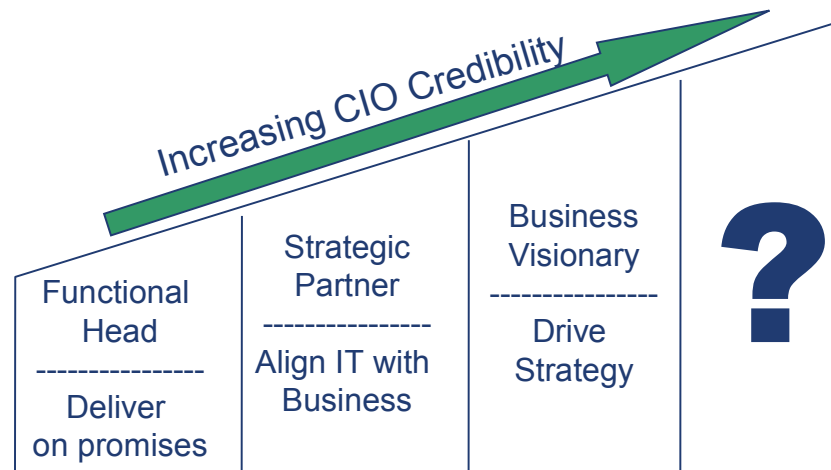 Increasing CIO Credibility
Functional
Head
----------------
Deliver
on promises
Strategic
Partner
----------------
Align IT with
Business
Business
Visionary
----------------
Drive
Strategy
?